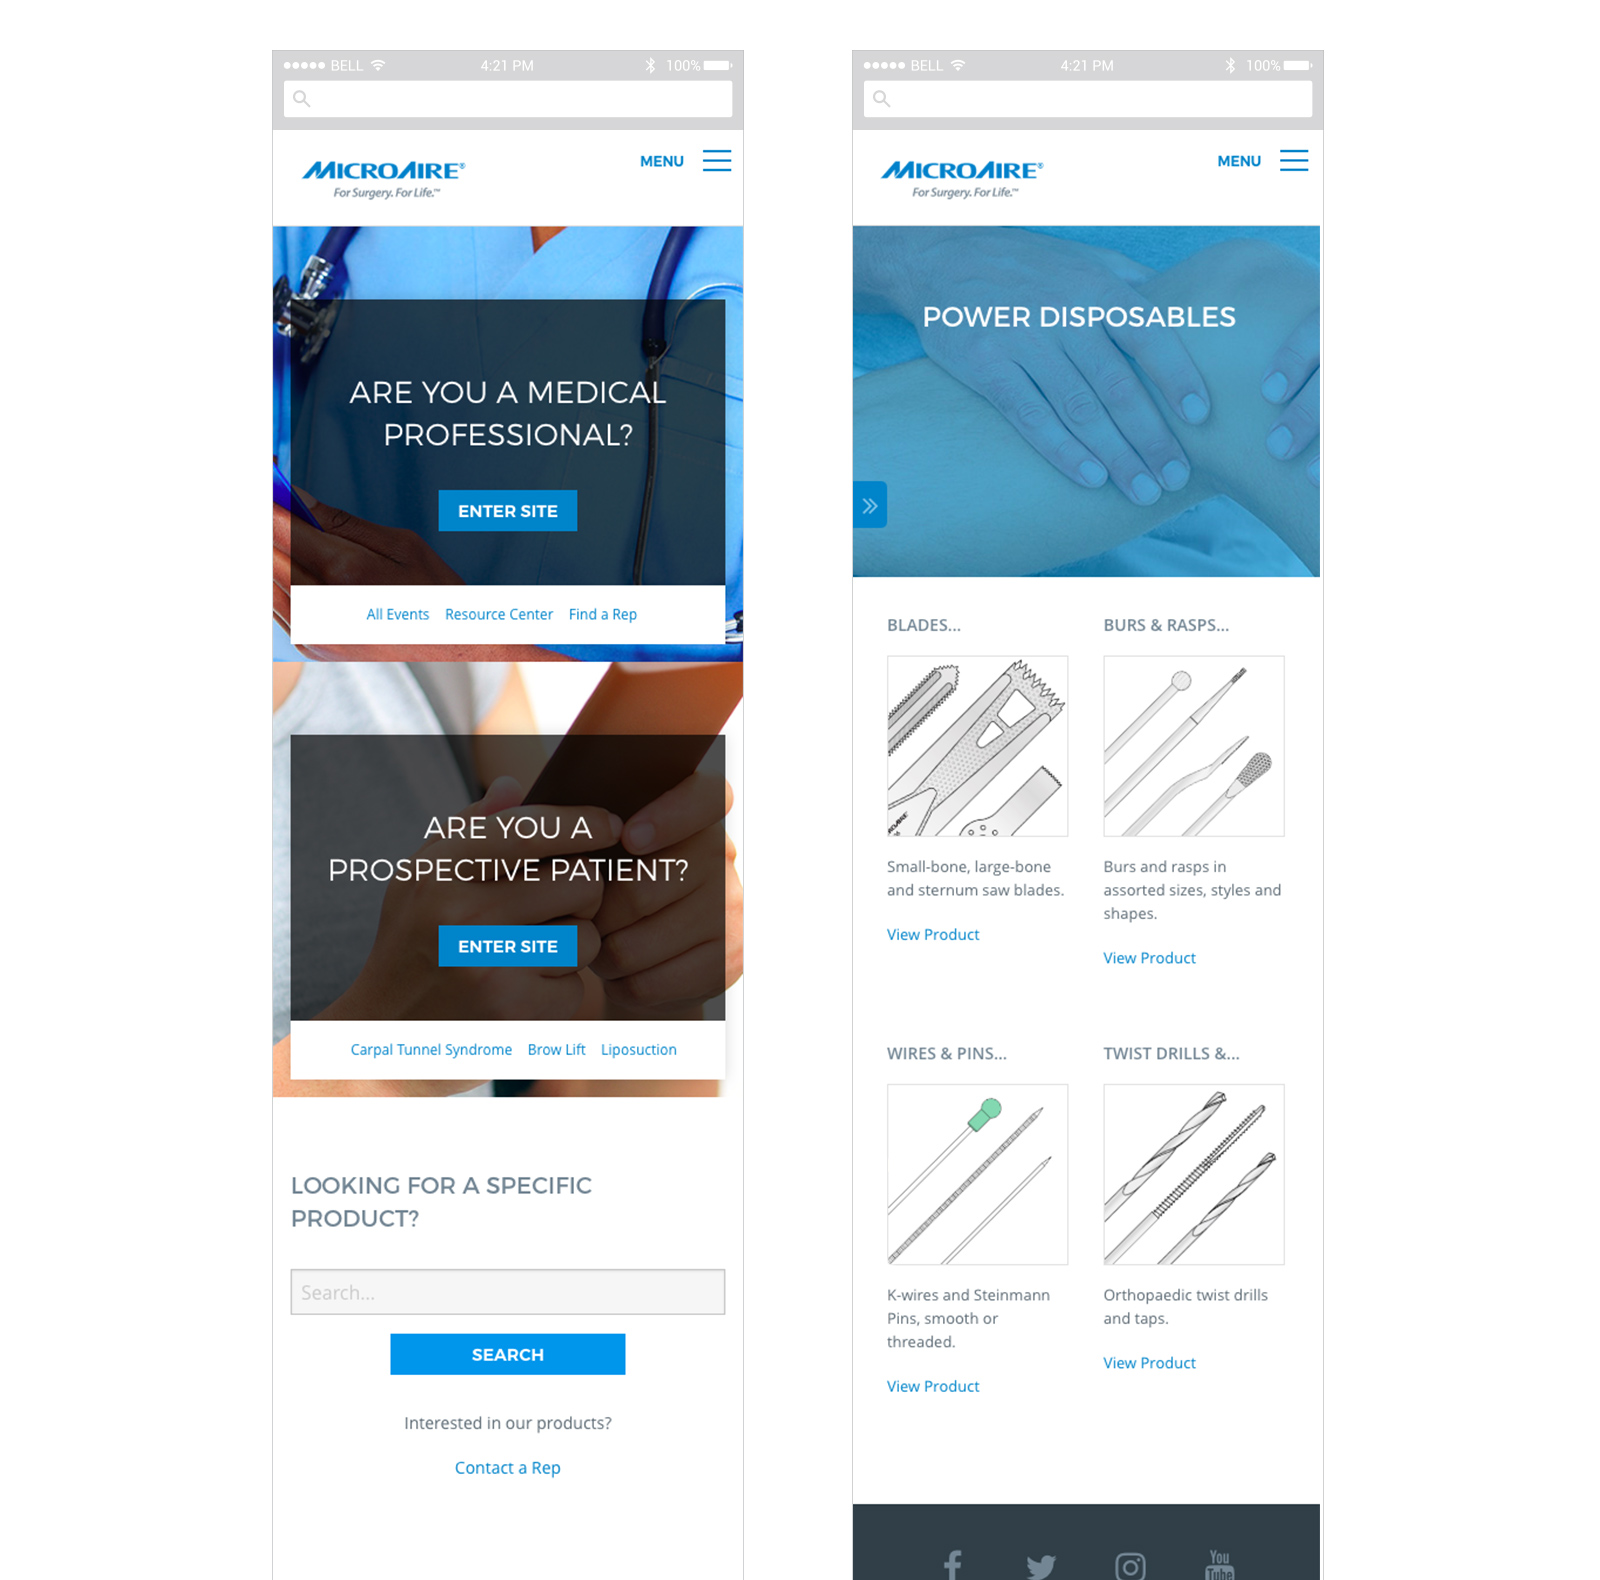 BELL 4:21 PM 100%
MICROAIRE®
For Surgery. For Life.™
MENU
ARE YOU A MEDICAL
PROFESSIONAL?
ENTER SITE
All Events Resource Center Find a Rep
ARE YOU A
PROSPECTIVE PATIENT?
ENTER SITE
Carpal Tunnel Syndrome Brow Lift Liposuction
LOOKING FOR A SPECIFIC
PRODUCT?
Search...
SEARCH
Interested in our products?
Contact a Rep
BELL 4:21 PM 100%
MICROAIRE®
For Surgery. For Life.™
MENU
POWER DISPOSABLES
BLADES...
Small-bone, large-bone
and sternum saw blades.
View Product
BURS & RASPS...
Burs and rasps in
assorted sizes, styles and
shapes.
View Product
WIRES & PINS...
K-wires and Steinmann
Pins, smooth or
threaded.
View Product
TWIST DRILLS &...
Orthopaedic twist drills
and taps.
View Product
You
Tube